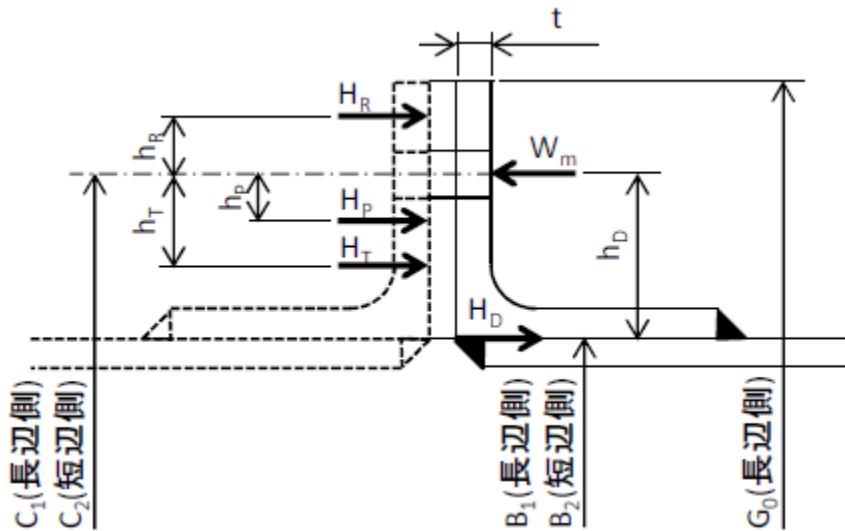 t
H_R
h_R
W_m
h_P
H_P
h_T
H_T
h_D
H_D
C_1(長辺側)
C_2(短辺側)
B_1(長辺側)
B_2(短辺側)
G_0(長辺側)